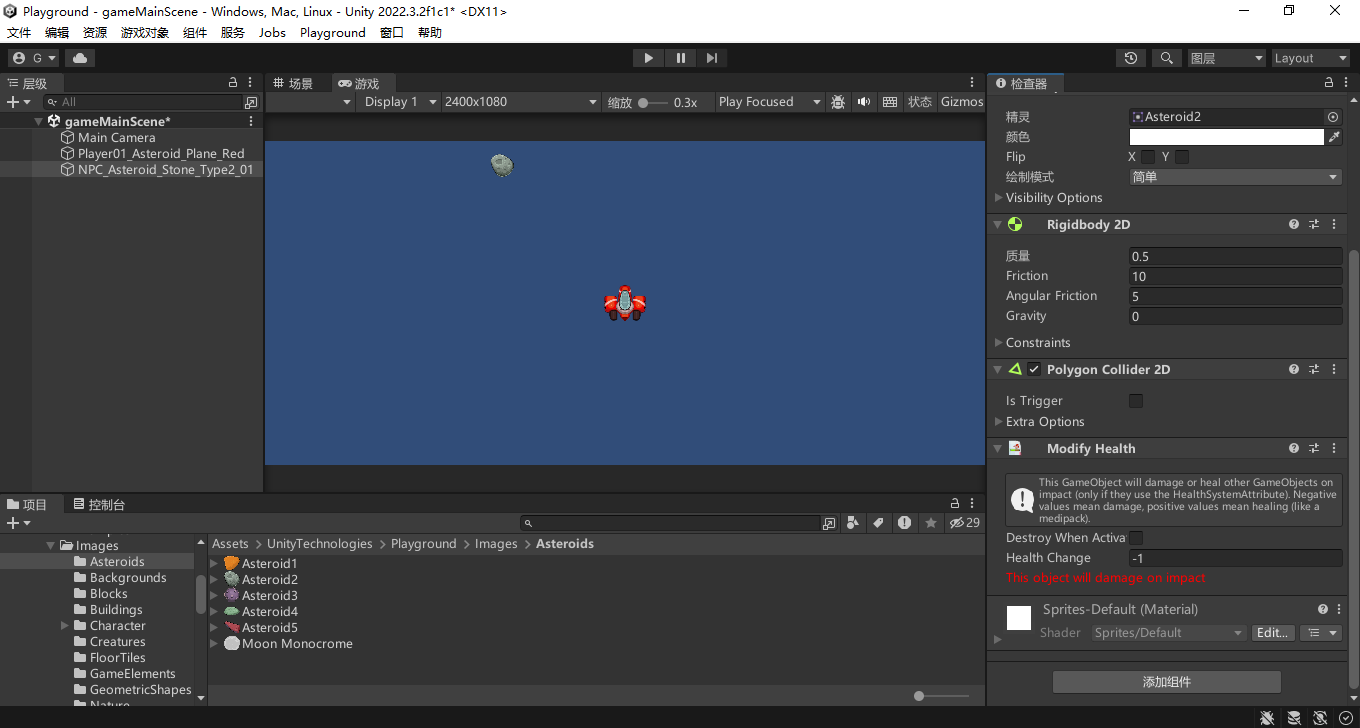 Playground - gameMainScene - Windows, Mac, Linux - Unity 2022.3.2f1c1* <DX11>
文件 编辑 资源 游戏对象 组件 服务 Jobs Playground 窗口 帮助
G 图层 Layout
层级
All
gameMainScene*
Main Camera
Player01_Asteroid_Plane_Red
NPC_Asteroid_Stone_Type2_01
场景 游戏
Display 1 2400x1080 缩放 0.3x Play Focused 状态 Gizmos
检查器
精灵 Asteroid2
颜色
Flip X Y
绘制模式 简单
Visibility Options
Rigidbody 2D
质量 0.5
Friction 10
Angular Friction 5
Gravity 0
Constraints
Polygon Collider 2D
Is Trigger
Extra Options
Modify Health
This GameObject will damage or heal other GameObjects on
impact (only if they use the HealthSystemAttribute). Negative
values mean damage, positive values mean healing (like a
medipack).
Destroy When Activa
Health Change -1
This object will damage on impact
Sprites-Default (Material)
Shader Sprites/Default Edit...
添加组件
项目 控制台
29
Images
Asteroids
Backgrounds
Blocks
Buildings
Character
Creatures
FloorTiles
GameElements
GeometricShapes
Nature
Assets > UnityTechnologies > Playground > Images > Asteroids
Asteroid1
Asteroid2
Asteroid3
Asteroid4
Asteroid5
Moon Monocrome